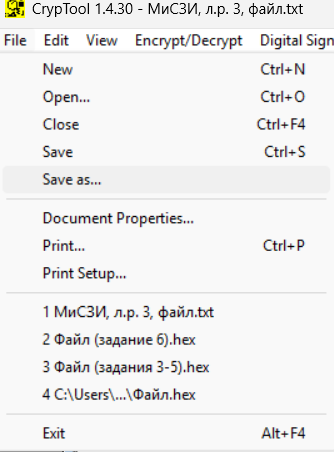 CrypTool 1.4.30 - МиСЗИ, л.р. 3, файл.txt
File Edit View Encrypt/Decrypt Digital Sign
New Ctrl+N
Open... Ctrl+O
Close Ctrl+F4
Save Ctrl+S
Save as...
Document Properties...
Print... Ctrl+P
Print Setup...
1 МиСЗИ, л.р. 3, файл.txt
2 Файл (задание 6).hex
3 Файл (задания 3-5).hex
4 C:\Users\...\Файл.hex
Exit Alt+F4